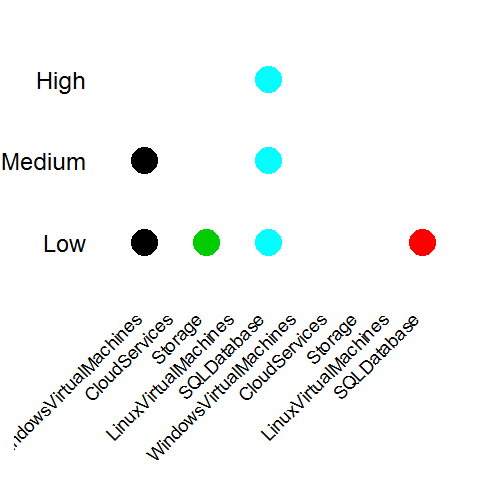 High
Medium
Low
ndowsVirtualMachines
CloudServices
Storage
LinuxVirtualMachines
SQLDatabase
WindowsVirtualMachines
CloudServices
Storage
LinuxVirtualMachines
SQLDatabase